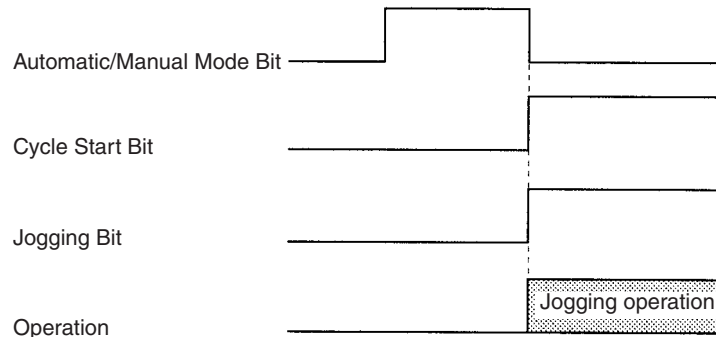 Automatic/Manual Mode Bit
Cycle Start Bit
Jogging Bit
Jogging operation
Operation